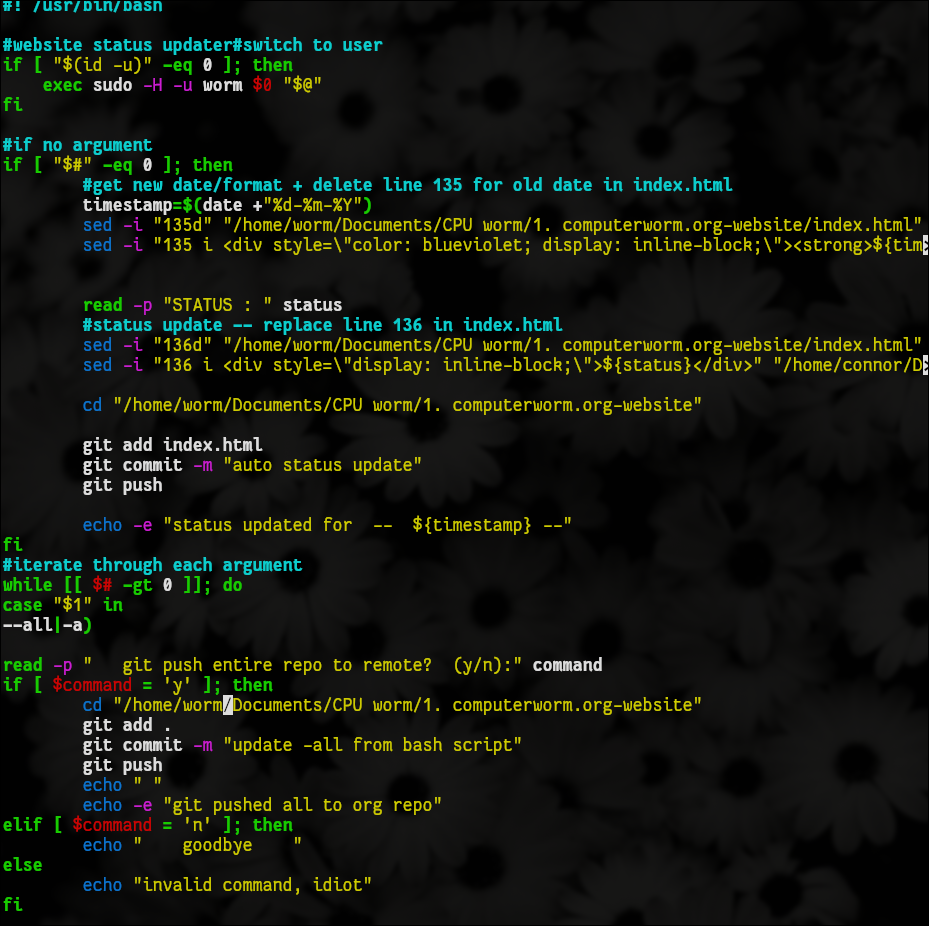 #! /usr/bin/bash
#website status updater#switch to user
if [ "$(id -u)" -eq 0 ]; then
    exec sudo -H -u worm $0 "$@"
fi
#if no argument
if [ "$#" -eq 0 ]; then
        #get new date/format + delete line 135 for old date in index.html
        timestamp=$(date +"%d-%m-%Y")
        sed -i "135d" "/home/worm/Documents/CPU worm/1. computerworm.org-website/index.html"
        sed -i "135 i <div style=\"color: blueviolet; display: inline-block;\"><strong>${tim>
        read -p "STATUS : " status
        #status update -- replace line 136 in index.html
        sed -i "136d" "/home/worm/Documents/CPU worm/1. computerworm.org-website/index.html"
        sed -i "136 i <div style=\"display: inline-block;\">${status}</div>" "/home/connor/D>
        cd "/home/worm/Documents/CPU worm/1. computerworm.org-website"
        git add index.html
        git commit -m "auto status update"
        git push
        echo -e "status updated for  --  ${timestamp} --"
fi
#iterate through each argument
while [[ $# -gt 0 ]]; do
case "$1" in
--all|-a)
read -p "   git push entire repo to remote?  (y/n):" command
if [ $command = 'y' ]; then
        cd "/home/worm/Documents/CPU worm/1. computerworm.org-website"
        git add .
        git commit -m "update -all from bash script"
        git push
        echo " "
        echo -e "git pushed all to org repo"
elif [ $command = 'n' ]; then
        echo "    goodbye    "
else
        echo "invalid command, idiot"
fi